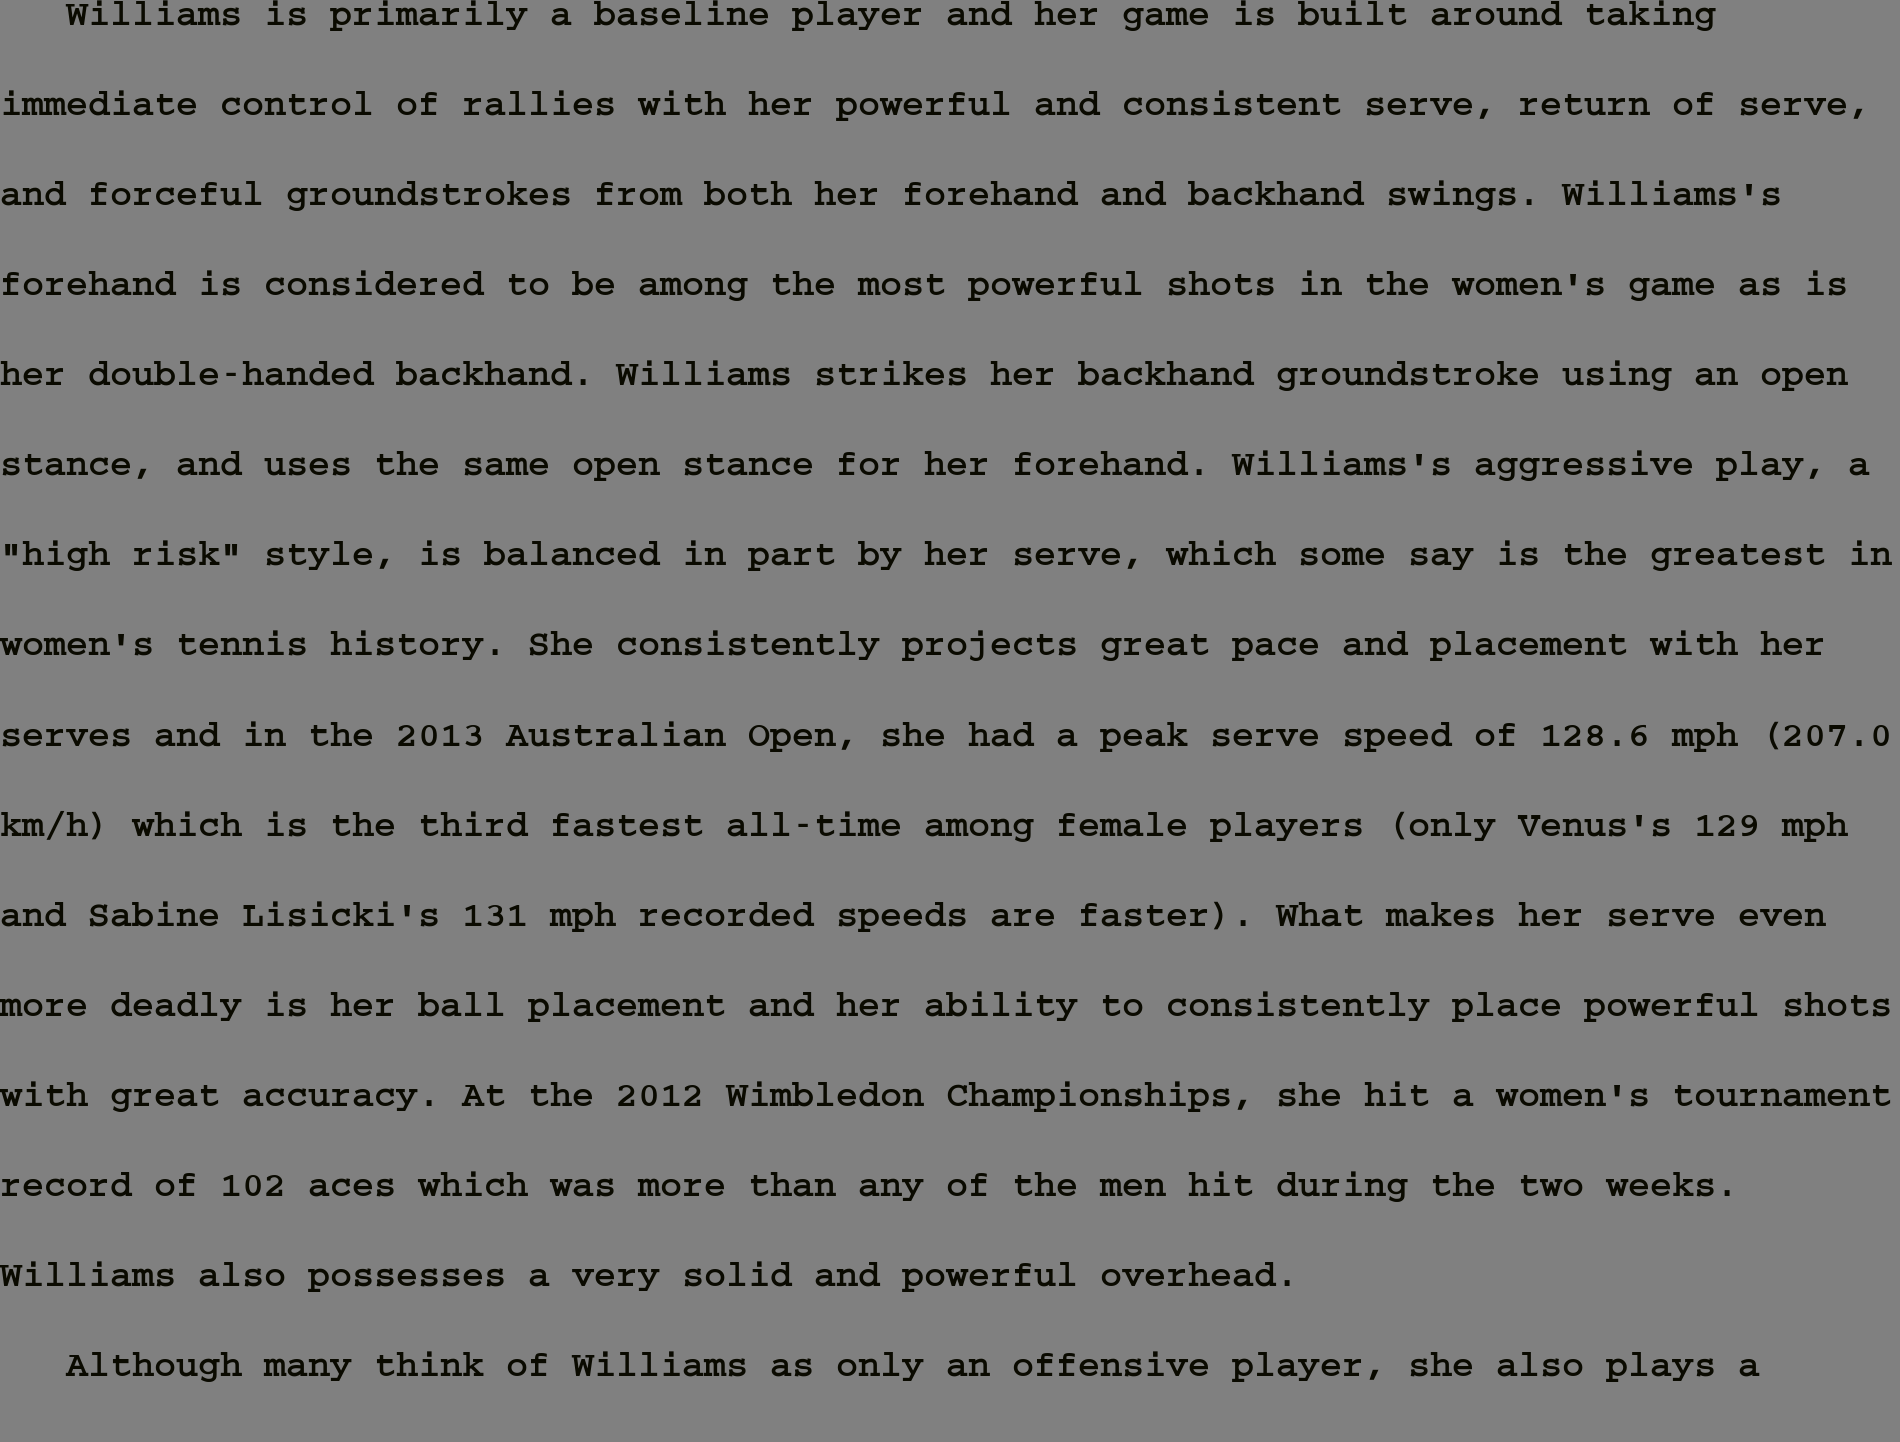 Williams is primarily a baseline player and her game is built around taking
immediate control of rallies with her powerful and consistent serve, return of serve,
and forceful groundstrokes from both her forehand and backhand swings. Williams's
forehand is considered to be among the most powerful shots in the women's game as is
her double-handed backhand. Williams strikes her backhand groundstroke using an open
stance, and uses the same open stance for her forehand. Williams's aggressive play, a
"high risk" style, is balanced in part by her serve, which some say is the greatest in
women's tennis history. She consistently projects great pace and placement with her
serves and in the 2013 Australian Open, she had a peak serve speed of 128.6 mph (207.0
km/h) which is the third fastest all-time among female players (only Venus's 129 mph
and Sabine Lisicki's 131 mph recorded speeds are faster). What makes her serve even
more deadly is her ball placement and her ability to consistently place powerful shots
with great accuracy. At the 2012 Wimbledon Championships, she hit a women's tournament
record of 102 aces which was more than any of the men hit during the two weeks.
Williams also possesses a very solid and powerful overhead.
Although many think of Williams as only an offensive player, she also plays a